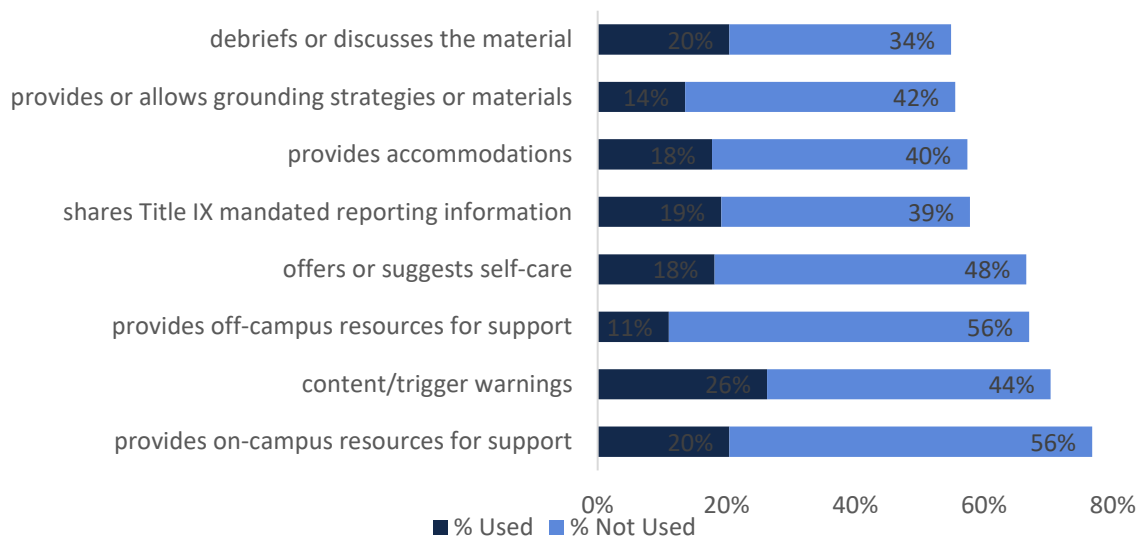 debriefs or discusses the material 20% 34%
provides or allows grounding strategies or materials 14% 42%
provides accommodations 18% 40%
shares Title IX mandated reporting information 19% 39%
offers or suggests self-care 18% 48%
provides off-campus resources for support 11% 56%
content/trigger warnings 26% 44%
provides on-campus resources for support 20% 56%
0% 20% 40% 60% 80%
% Used % Not Used